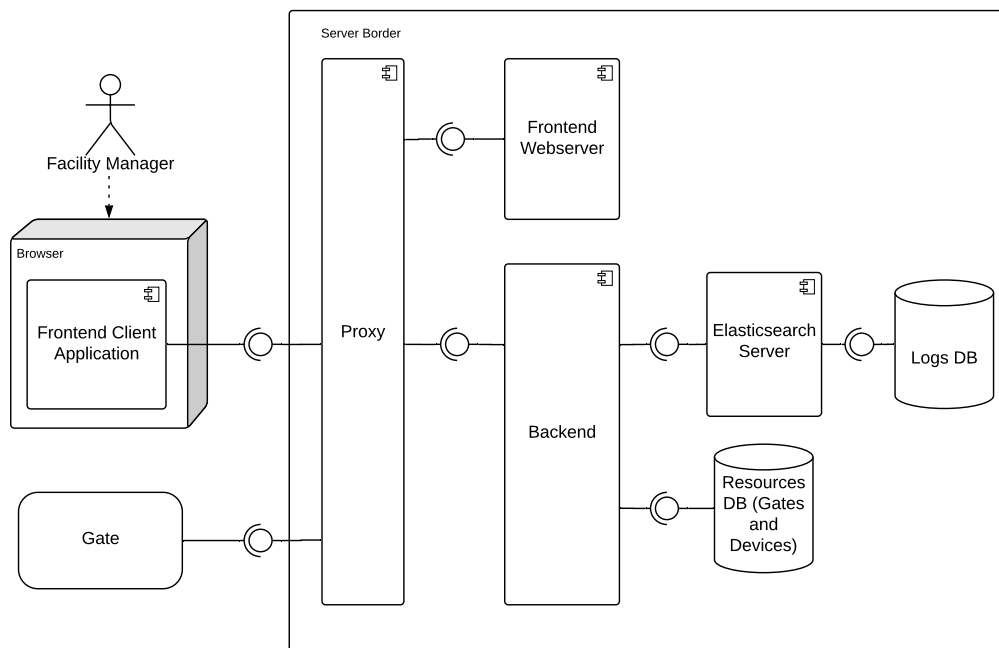 Server Border
Facility Manager
Browser
Frontend Client
Application
Gate
Proxy
Frontend
Webserver
Backend
Elasticsearch
Server
Logs DB
Resources
DB (Gates
and
Devices)